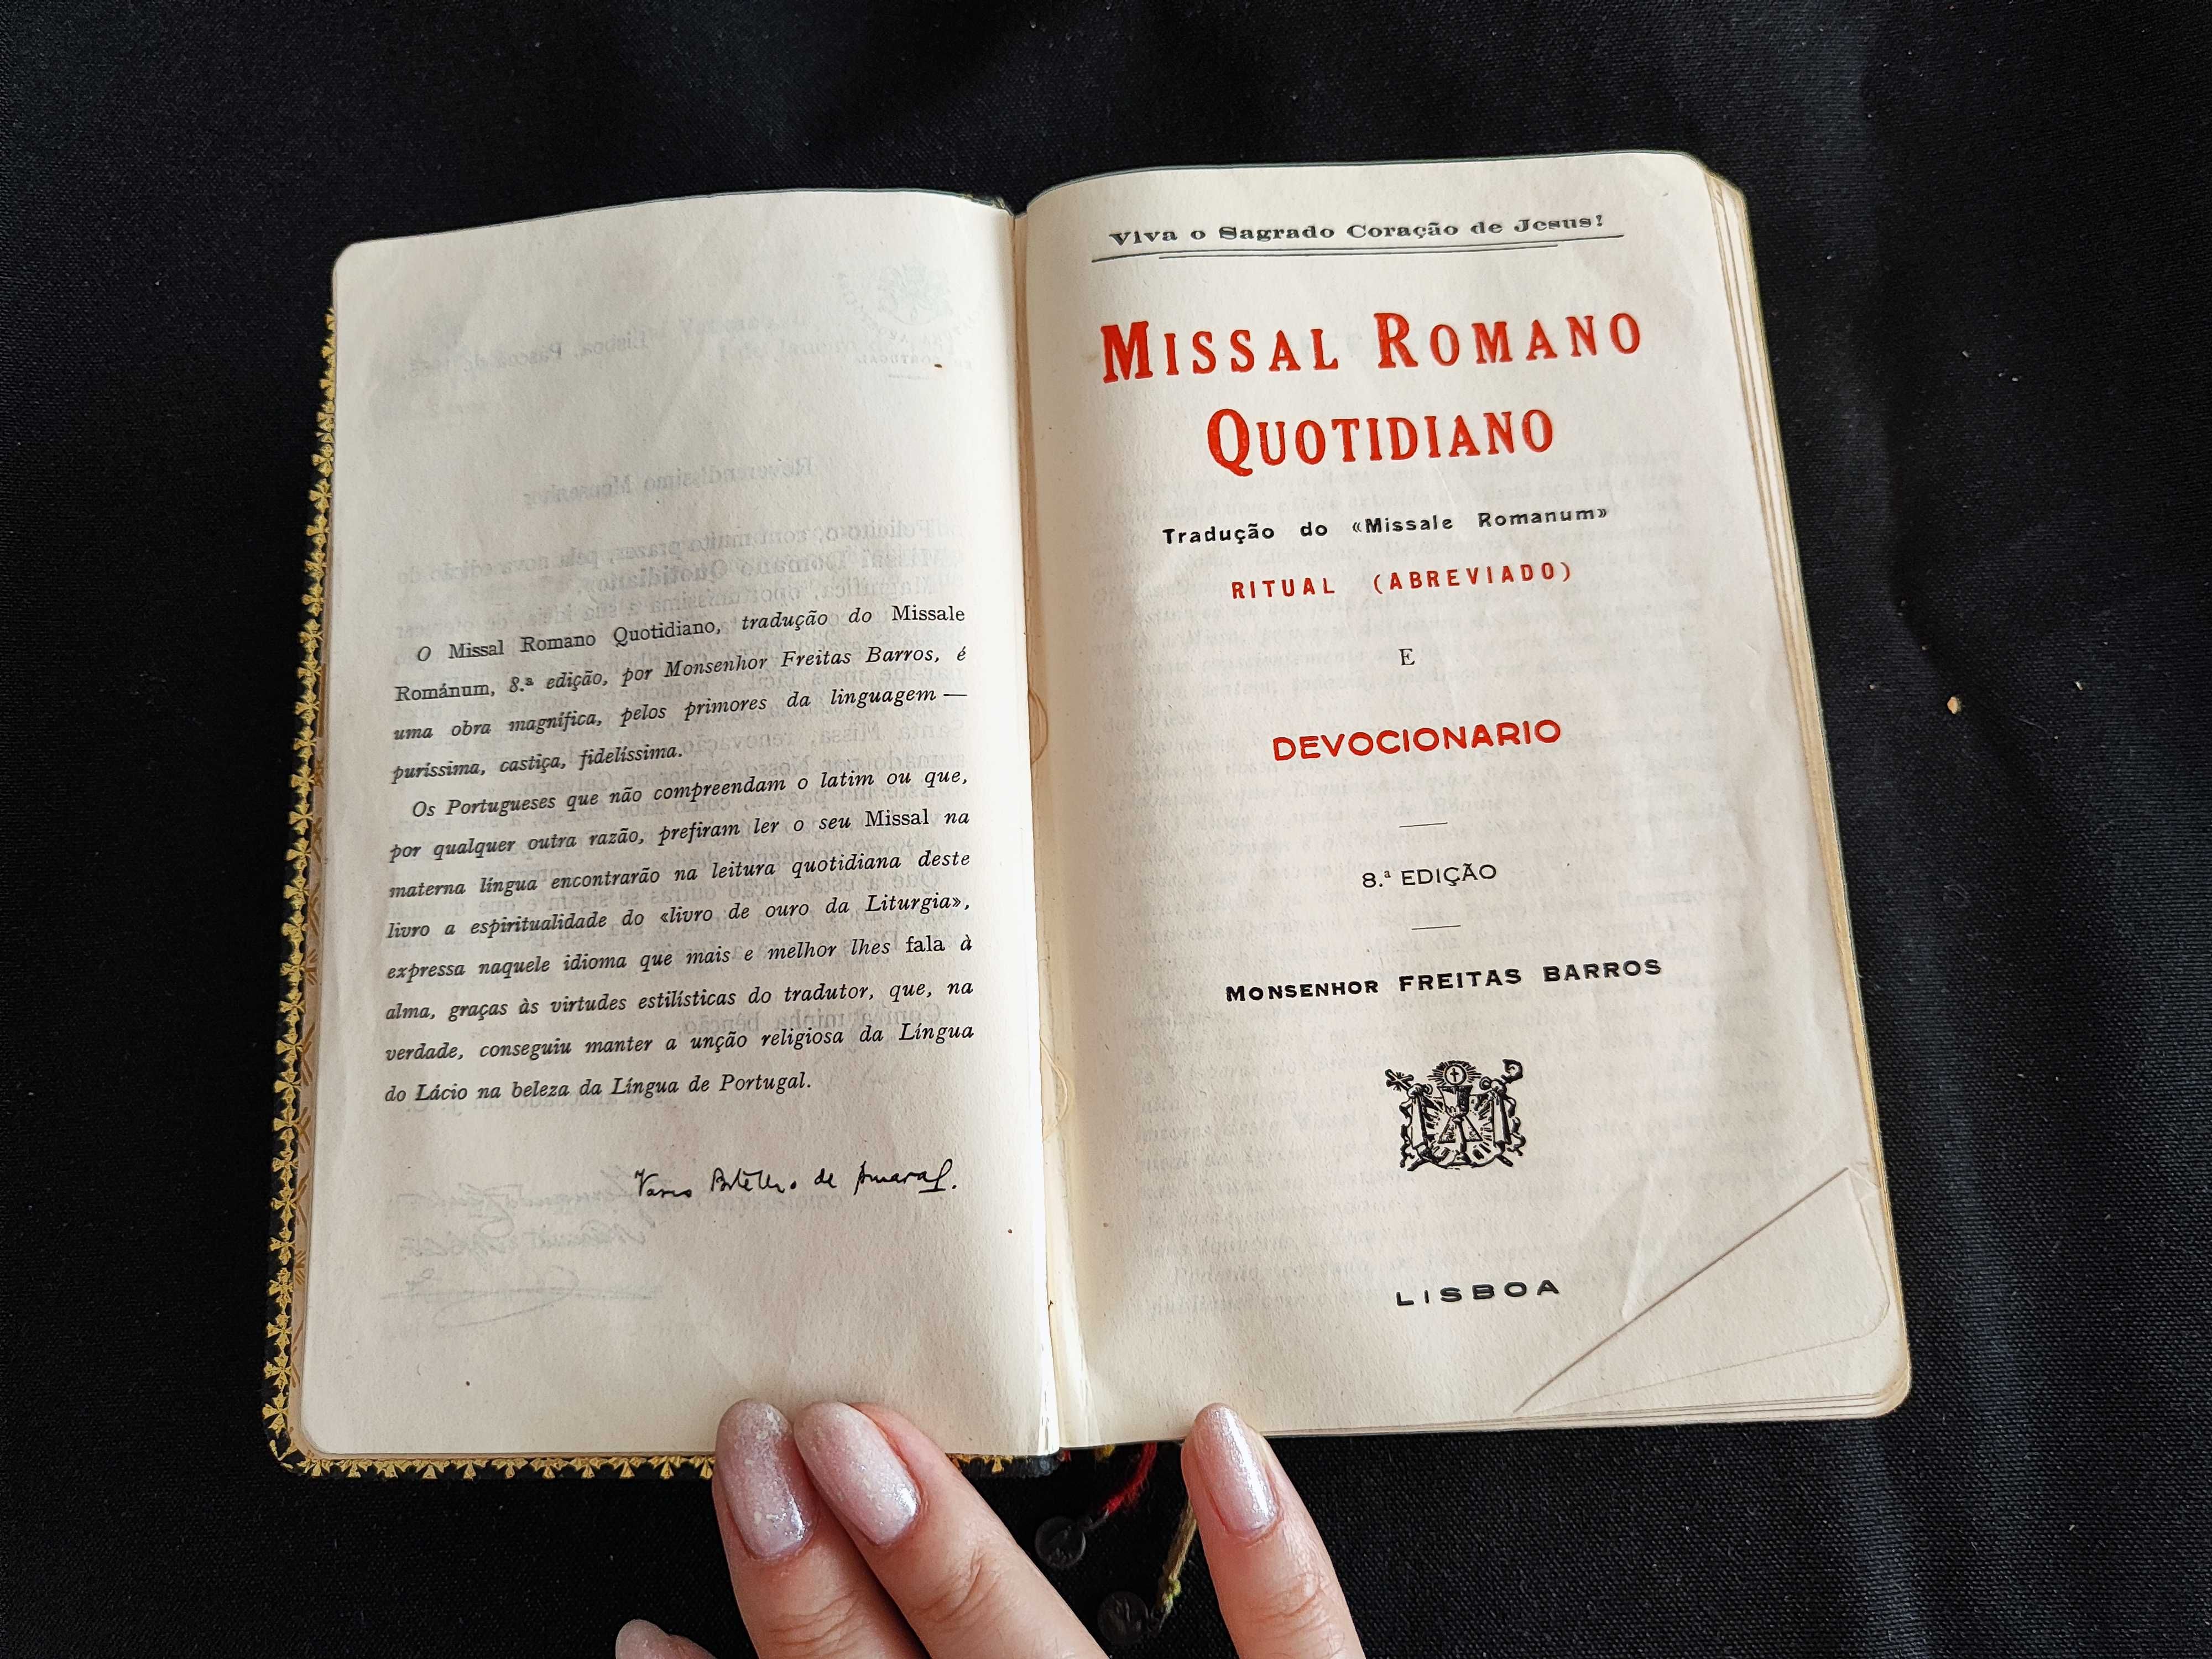 O Missal Romano Quotidiano, tradução do Missale
Románum, 8.ª edição, por Monsenhor Freitas Barros, é
uma obra magnífica, pelos primores da linguagem —
puríssima, castiça, fidelíssima.
Os Portugueses que não compreendam o latim ou que,
por qualquer outra razão, prefiram ler o seu Missal na
materna língua encontrarão na leitura quotidiana deste
livro a espiritualidade do «livro de ouro da Liturgia»,
expressa naquele idioma que mais e melhor lhes fala à
alma, graças às virtudes estilísticas do tradutor, que, na
verdade, conseguiu manter a unção religiosa da Língua
do Lácio na beleza da Língua de Portugal.
Vasco Botelho de Amaral.
Viva o Sagrado Coração de Jesus!
MISSAL ROMANO
QUOTIDIANO
Tradução do «Missale Romanum»
RITUAL (ABREVIADO)
E
DEVOCIONARIO
8.ª EDIÇÃO
MONSENHOR FREITAS BARROS
LISBOA